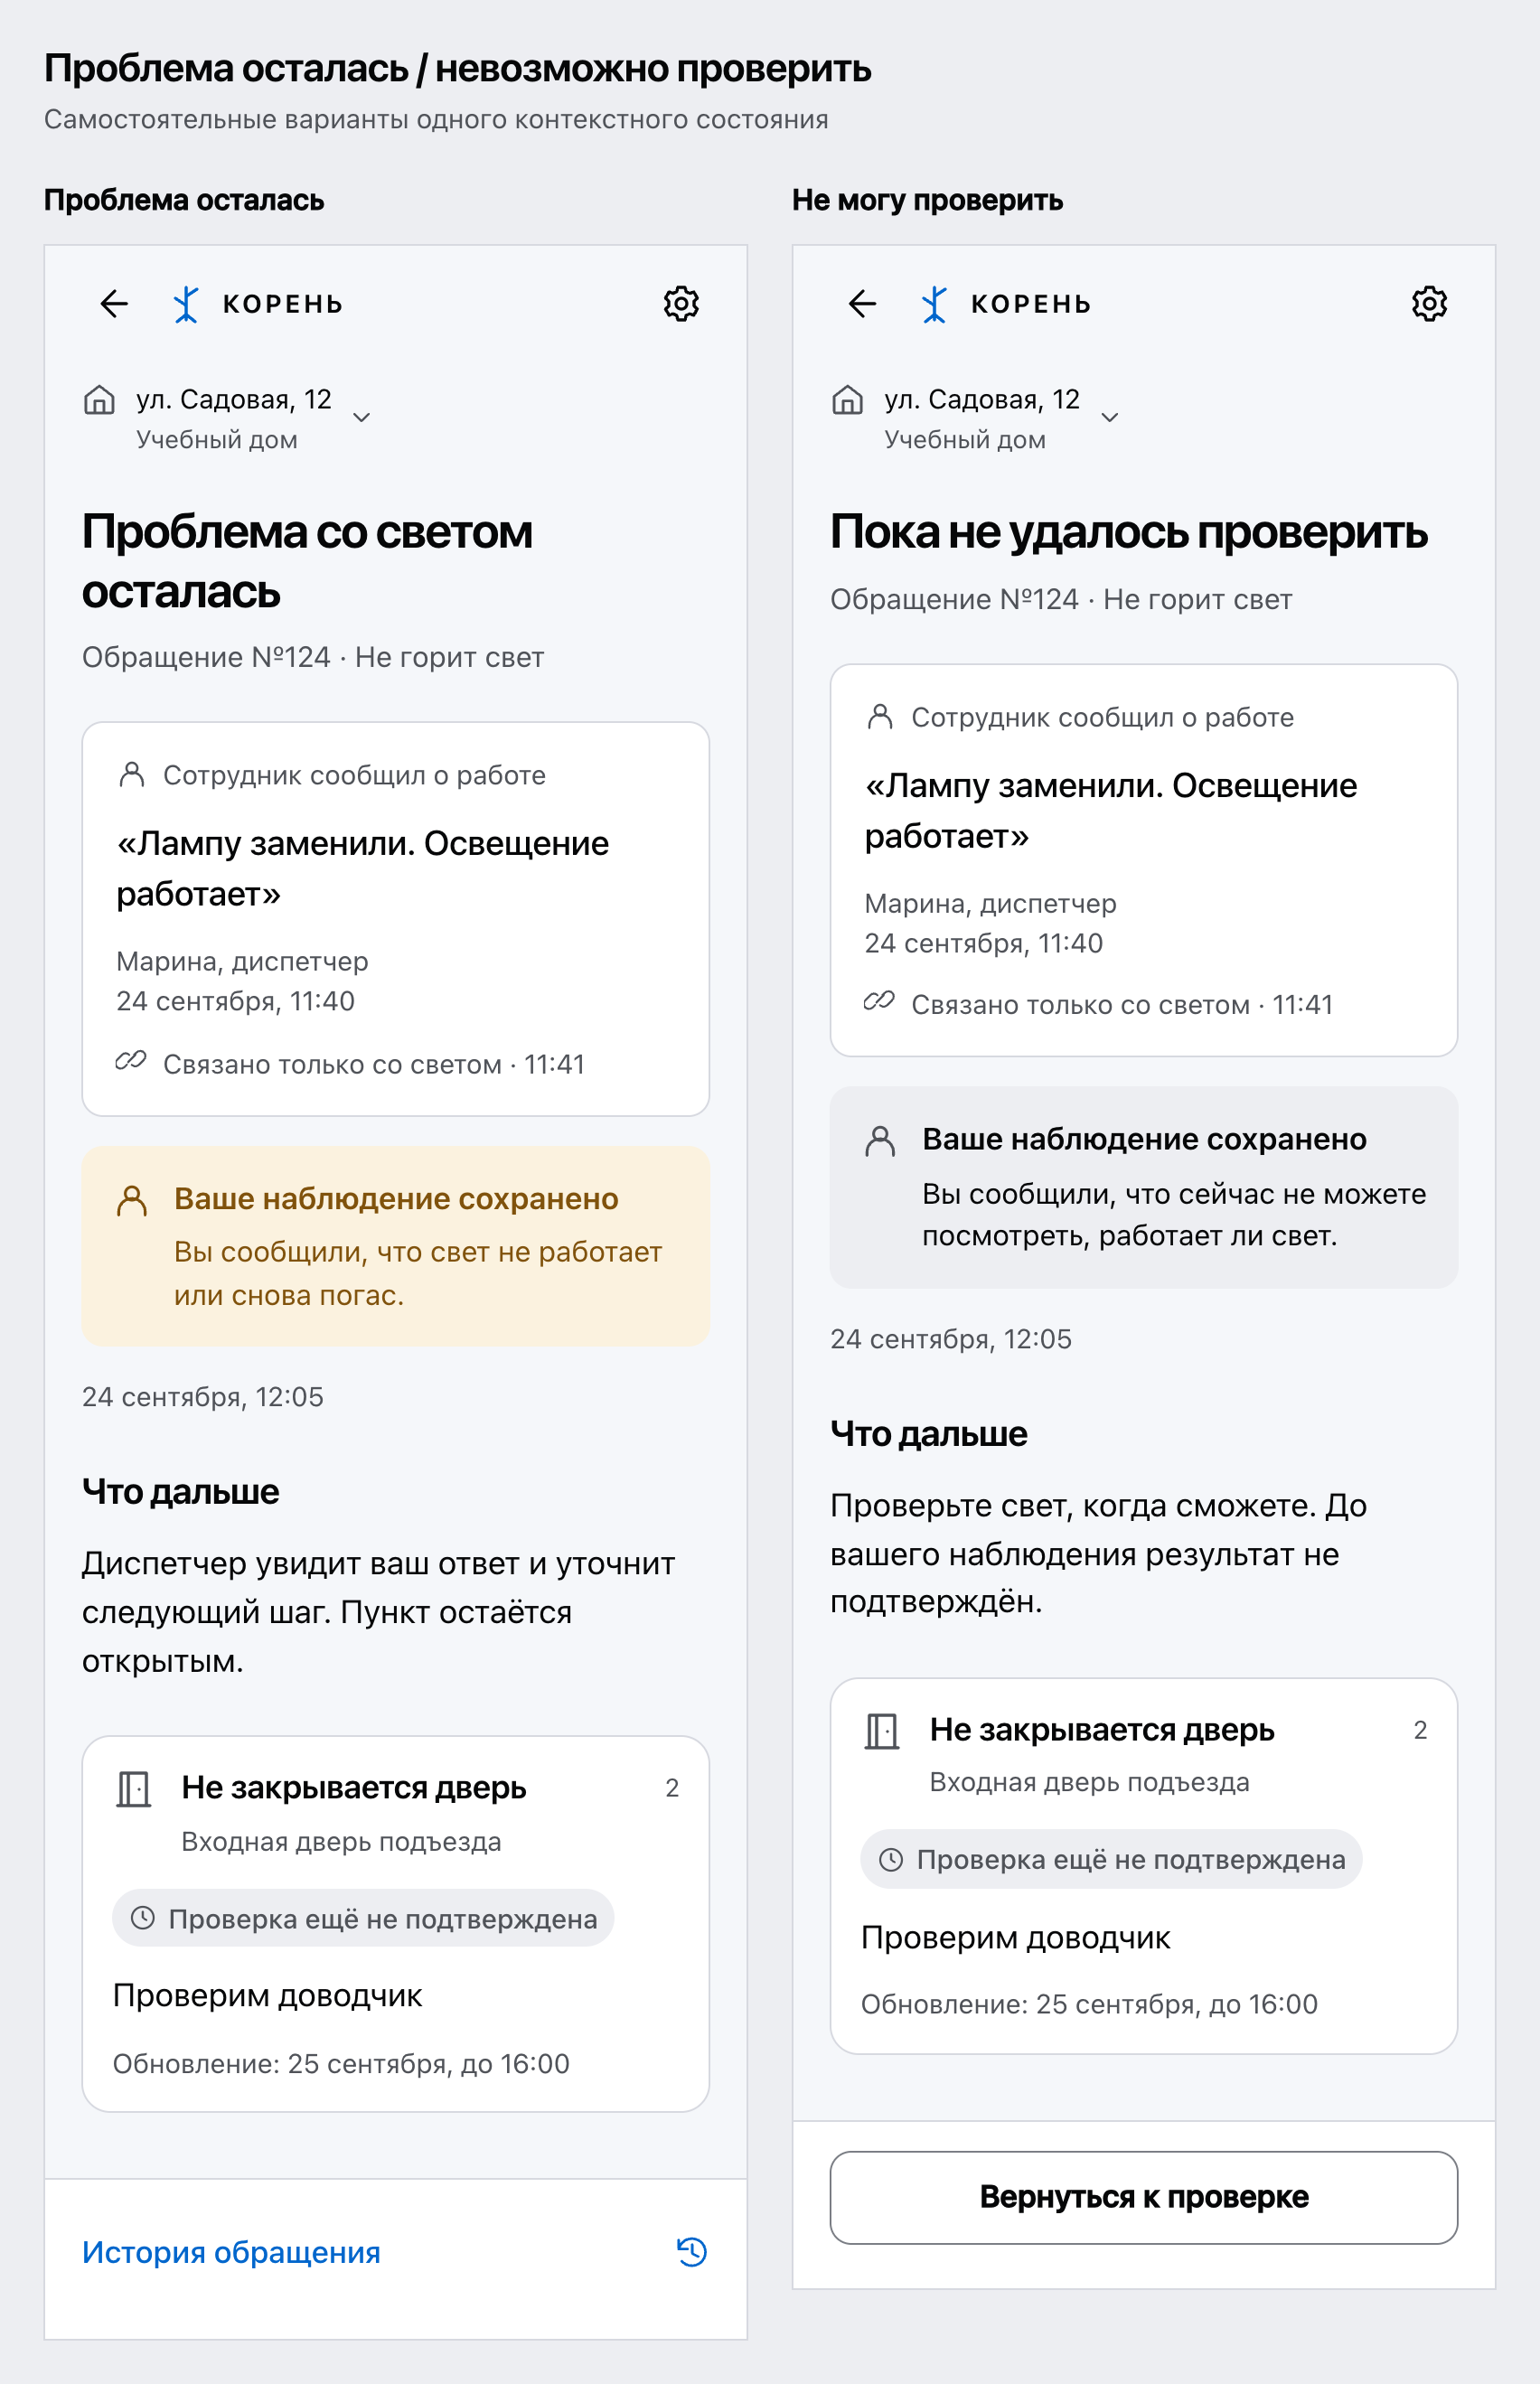 Проблема осталась / невозможно проверить
Самостоятельные варианты одного контекстного состояния
Проблема осталась
КОРЕНЬ
ул. Садовая, 12
Учебный дом
Проблема со светом
осталась
Обращение №124 · Не горит свет
Сотрудник сообщил о работе
«Лампу заменили. Освещение
работает»
Марина, диспетчер
24 сентября, 11:40
Связано только со светом · 11:41
Ваше наблюдение сохранено
Вы сообщили, что свет не работает
или снова погас.
24 сентября, 12:05
Что дальше
Диспетчер увидит ваш ответ и уточнит
следующий шаг. Пункт остаётся
открытым.
Не закрывается дверь 2
Входная дверь подъезда
Проверка ещё не подтверждена
Проверим доводчик
Обновление: 25 сентября, до 16:00
История обращения
Не могу проверить
КОРЕНЬ
ул. Садовая, 12
Учебный дом
Пока не удалось проверить
Обращение №124 · Не горит свет
Сотрудник сообщил о работе
«Лампу заменили. Освещение
работает»
Марина, диспетчер
24 сентября, 11:40
Связано только со светом · 11:41
Ваше наблюдение сохранено
Вы сообщили, что сейчас не можете
посмотреть, работает ли свет.
24 сентября, 12:05
Что дальше
Проверьте свет, когда сможете. До
вашего наблюдения результат не
подтверждён.
Не закрывается дверь 2
Входная дверь подъезда
Проверка ещё не подтверждена
Проверим доводчик
Обновление: 25 сентября, до 16:00
Вернуться к проверке